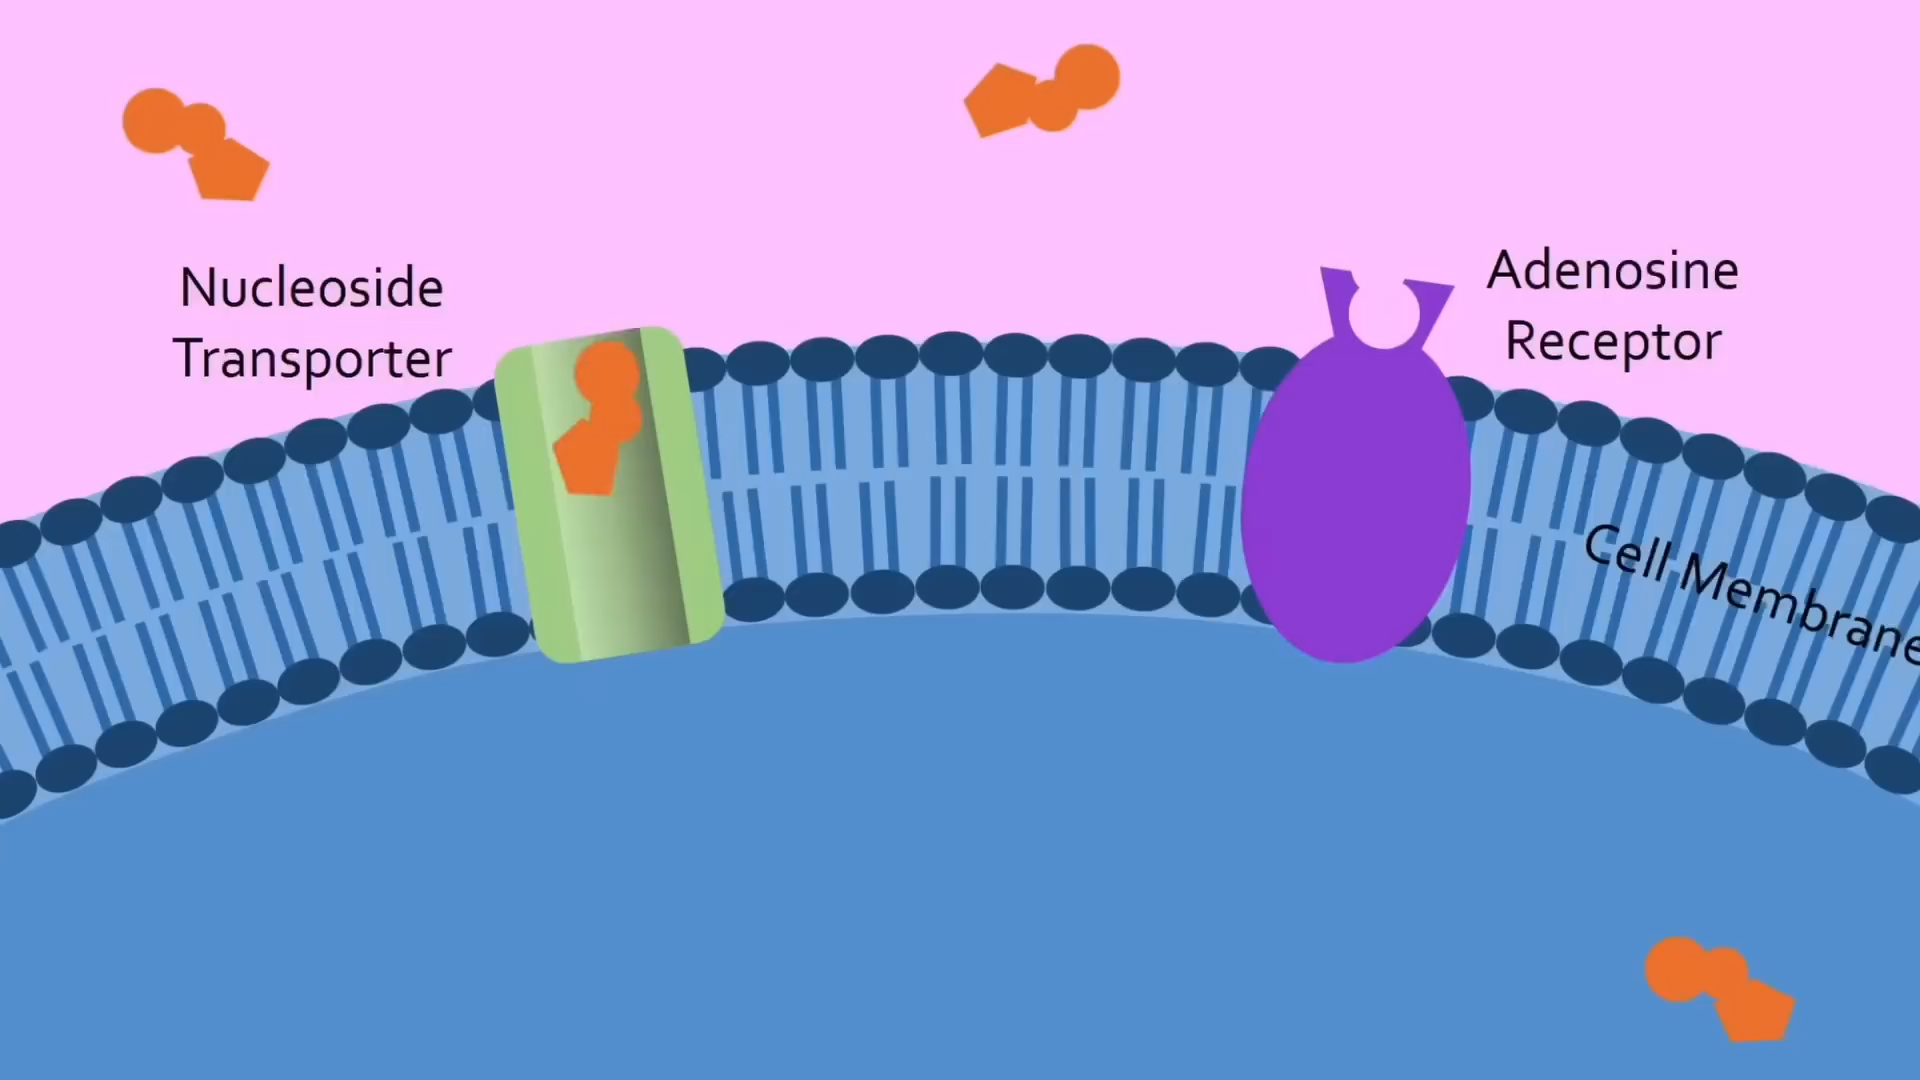 Nucleoside
Transporter
Adenosine
Receptor
Cell Membrane